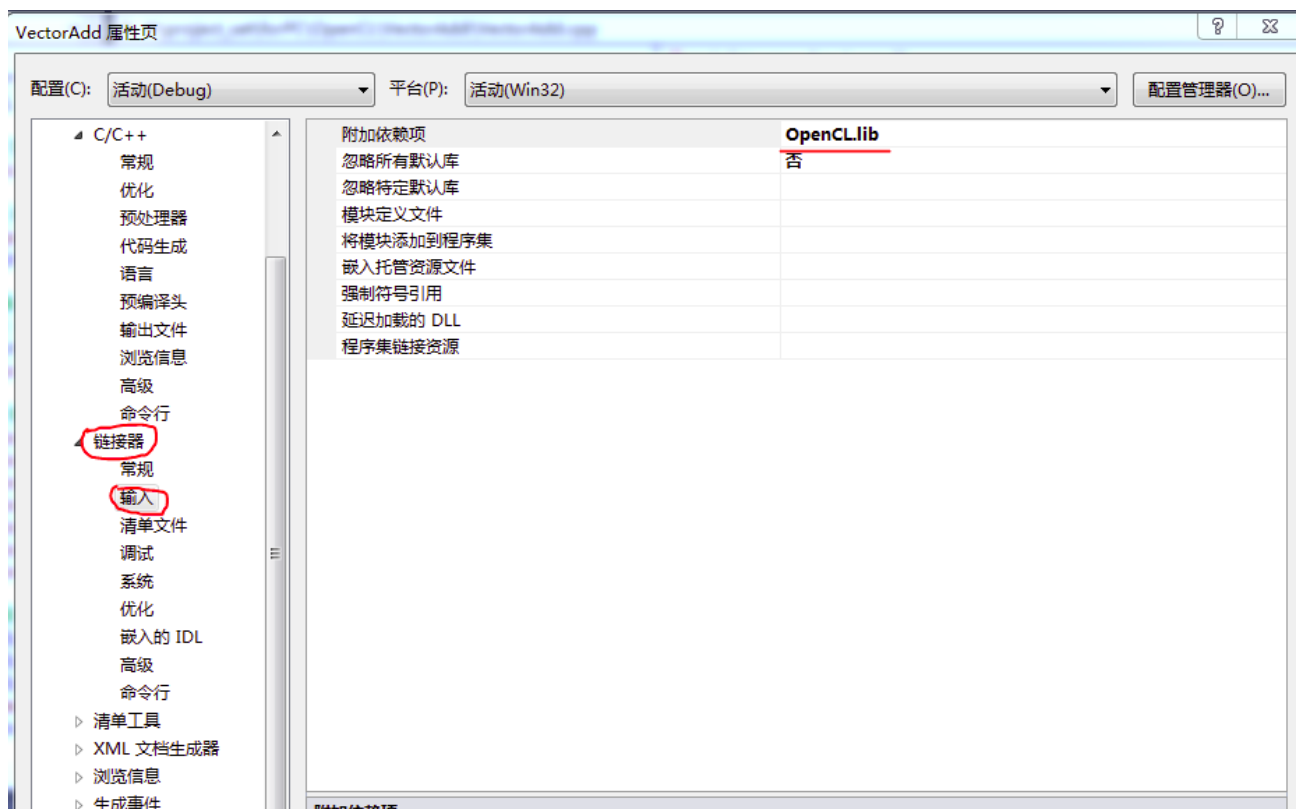 VectorAdd 属性页
配置(C): 活动(Debug) 平台(P): 活动(Win32) 配置管理器(O)...
C/C++
常规
优化
预处理器
代码生成
语言
预编译头
输出文件
浏览信息
高级
命令行
链接器
常规
输入
清单文件
调试
系统
优化
嵌入的 IDL
高级
命令行
清单工具
XML 文档生成器
浏览信息
生成事件
附加依赖项 OpenCL.lib
忽略所有默认库 否
忽略特定默认库
模块定义文件
将模块添加到程序集
嵌入托管资源文件
强制符号引用
延迟加载的 DLL
程序集链接资源
附加依赖项